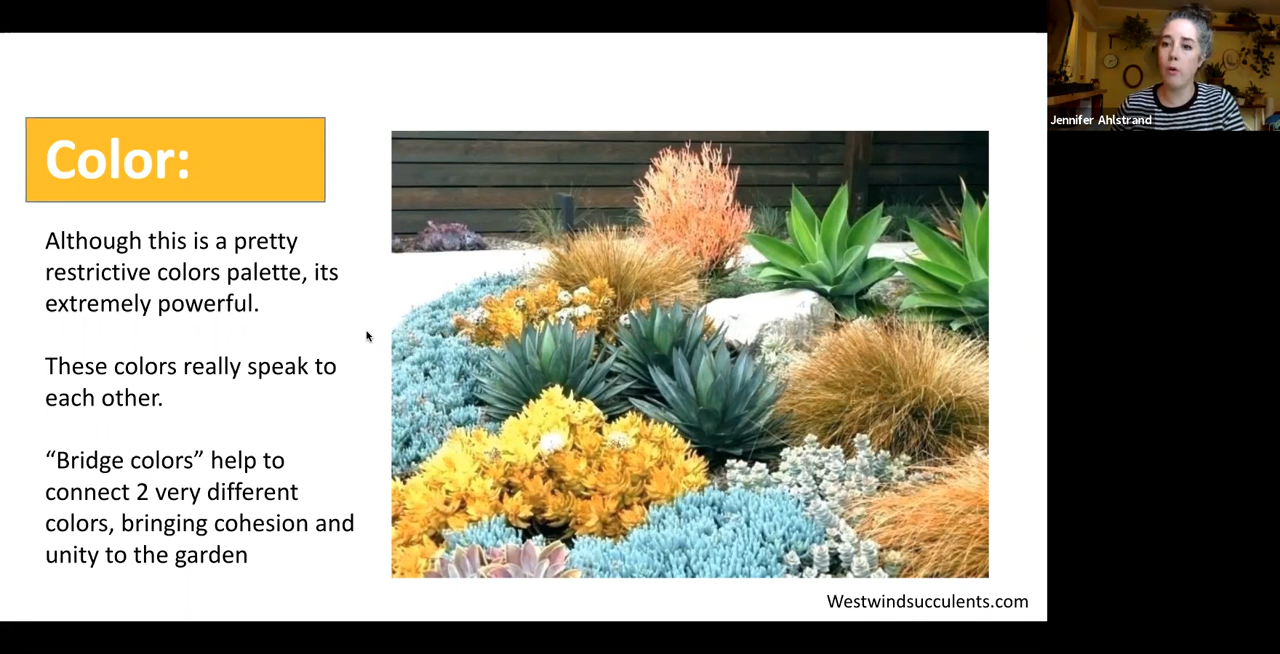 Color:
Although this is a pretty
restrictive colors palette, its
extremely powerful.
These colors really speak to
each other.
“Bridge colors” help to
connect 2 very different
colors, bringing cohesion and
unity to the garden
Westwindsucculents.com
Jennifer Ahlstrand